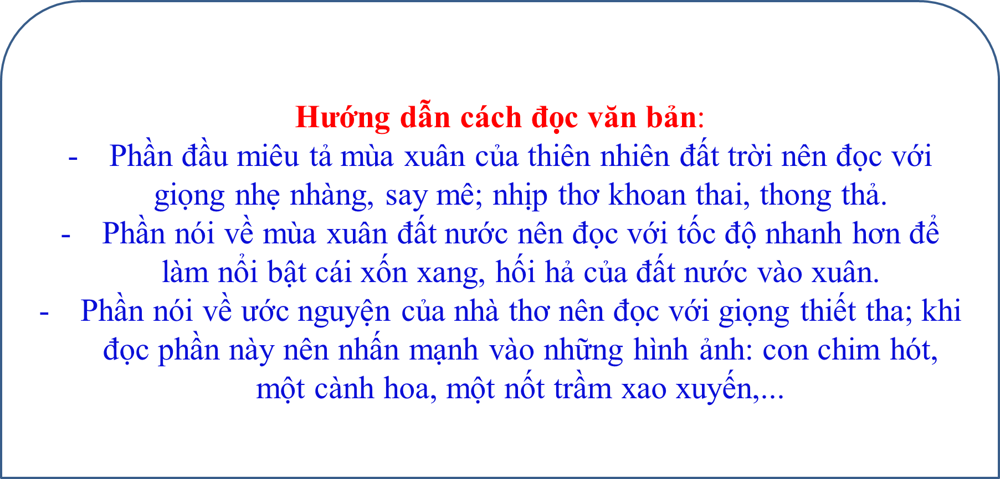 Hướng dẫn cách đọc văn bản:
- Phần đầu miêu tả mùa xuân của thiên nhiên đất trời nên đọc với
giọng nhẹ nhàng, say mê; nhịp thơ khoan thai, thong thả.
- Phần nói về mùa xuân đất nước nên đọc với tốc độ nhanh hơn để
làm nổi bật cái xốn xang, hối hả của đất nước vào xuân.
- Phần nói về ước nguyện của nhà thơ nên đọc với giọng thiết tha; khi
đọc phần này nên nhấn mạnh vào những hình ảnh: con chim hót,
một cành hoa, một nốt trầm xao xuyến,...